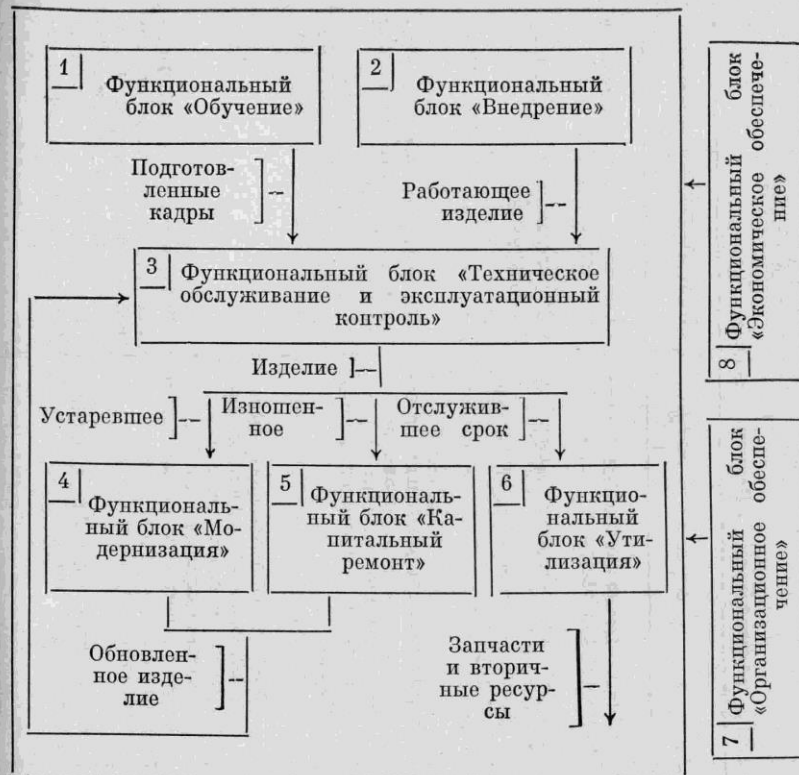 1
Функциональный
блок «Обучение»
2
Функциональный
блок «Внедрение»
Подготов-
ленные
кадры
Работающее
изделие
3
Функциональный блок «Техническое
обслуживание и эксплуатационный
контроль»
Изделие
Устаревшее
Изношен-
ное
Отслужив-
шее срок
4
Функциональ-
ный блок «Мо-
дернизация»
5
Функциональ-
ный блок «Ка-
питальный
ремонт»
6
Функцио-
нальный
блок «Ути-
лизация»
Обновлен-
ное изде-
лие
Запчасти
и вторич-
ные ресур-
сы
8
Функциональный блок
«Экономическое обеспече-
ние»
7
Функциональный блок
«Организационное обеспе-
чение»